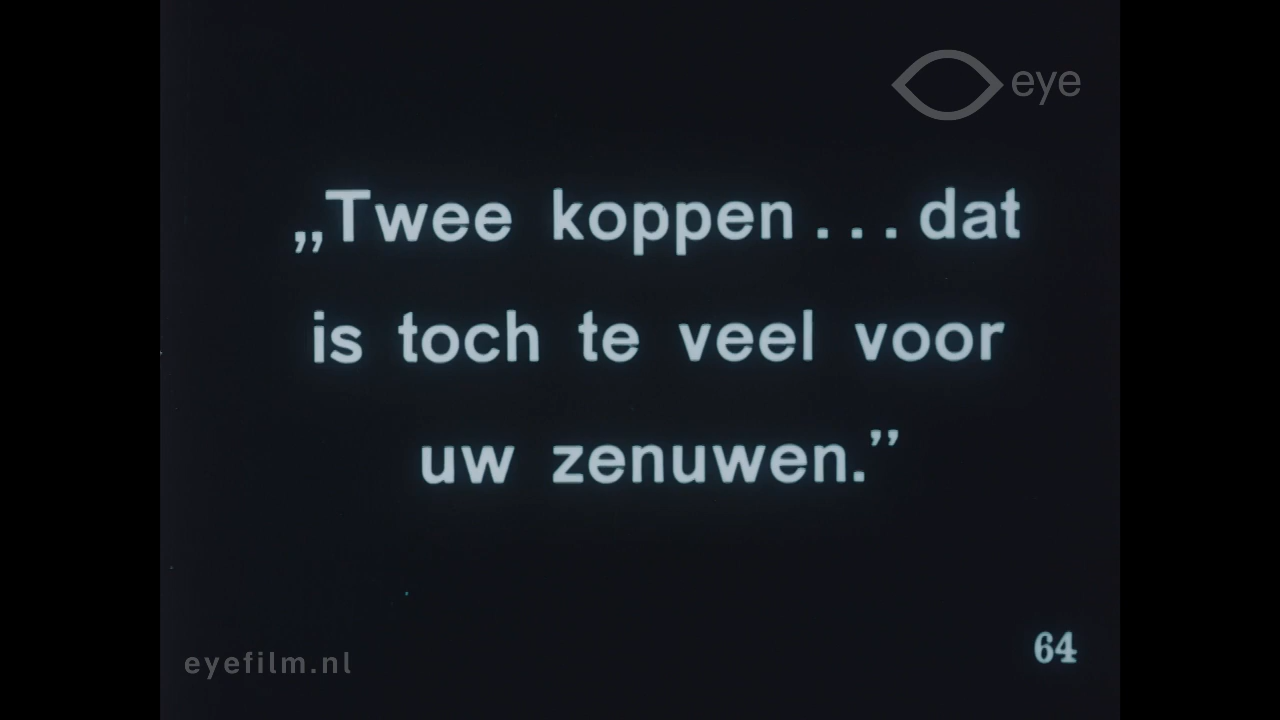 eye
„Twee koppen...dat
is toch te veel voor
uw zenuwen.”
64
eyefilm.nl